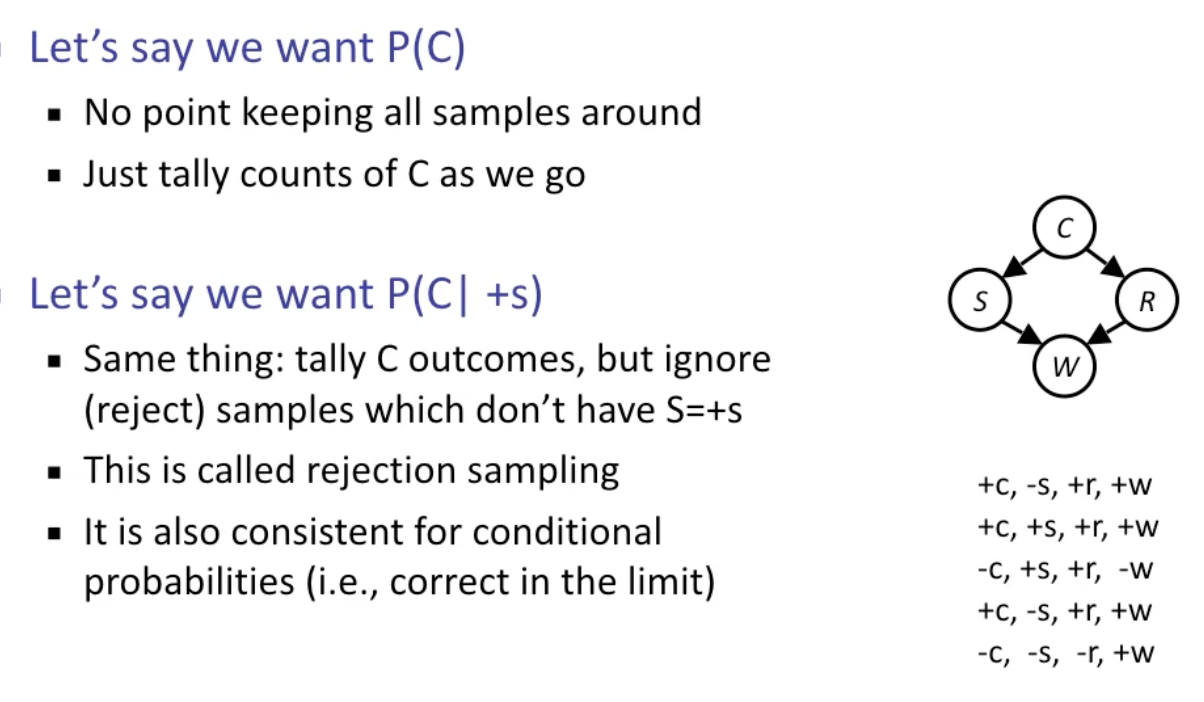 Let's say we want P(C)
▪ No point keeping all samples around
▪ Just tally counts of C as we go
Let's say we want P(C| +s)
▪ Same thing: tally C outcomes, but ignore
(reject) samples which don't have S=+s
▪ This is called rejection sampling
▪ It is also consistent for conditional
probabilities (i.e., correct in the limit)
C
S
R
W
+c, -s, +r, +w
+c, +s, +r, +w
-c, +s, +r, -w
+c, -s, +r, +w
-c, -s, -r, +w